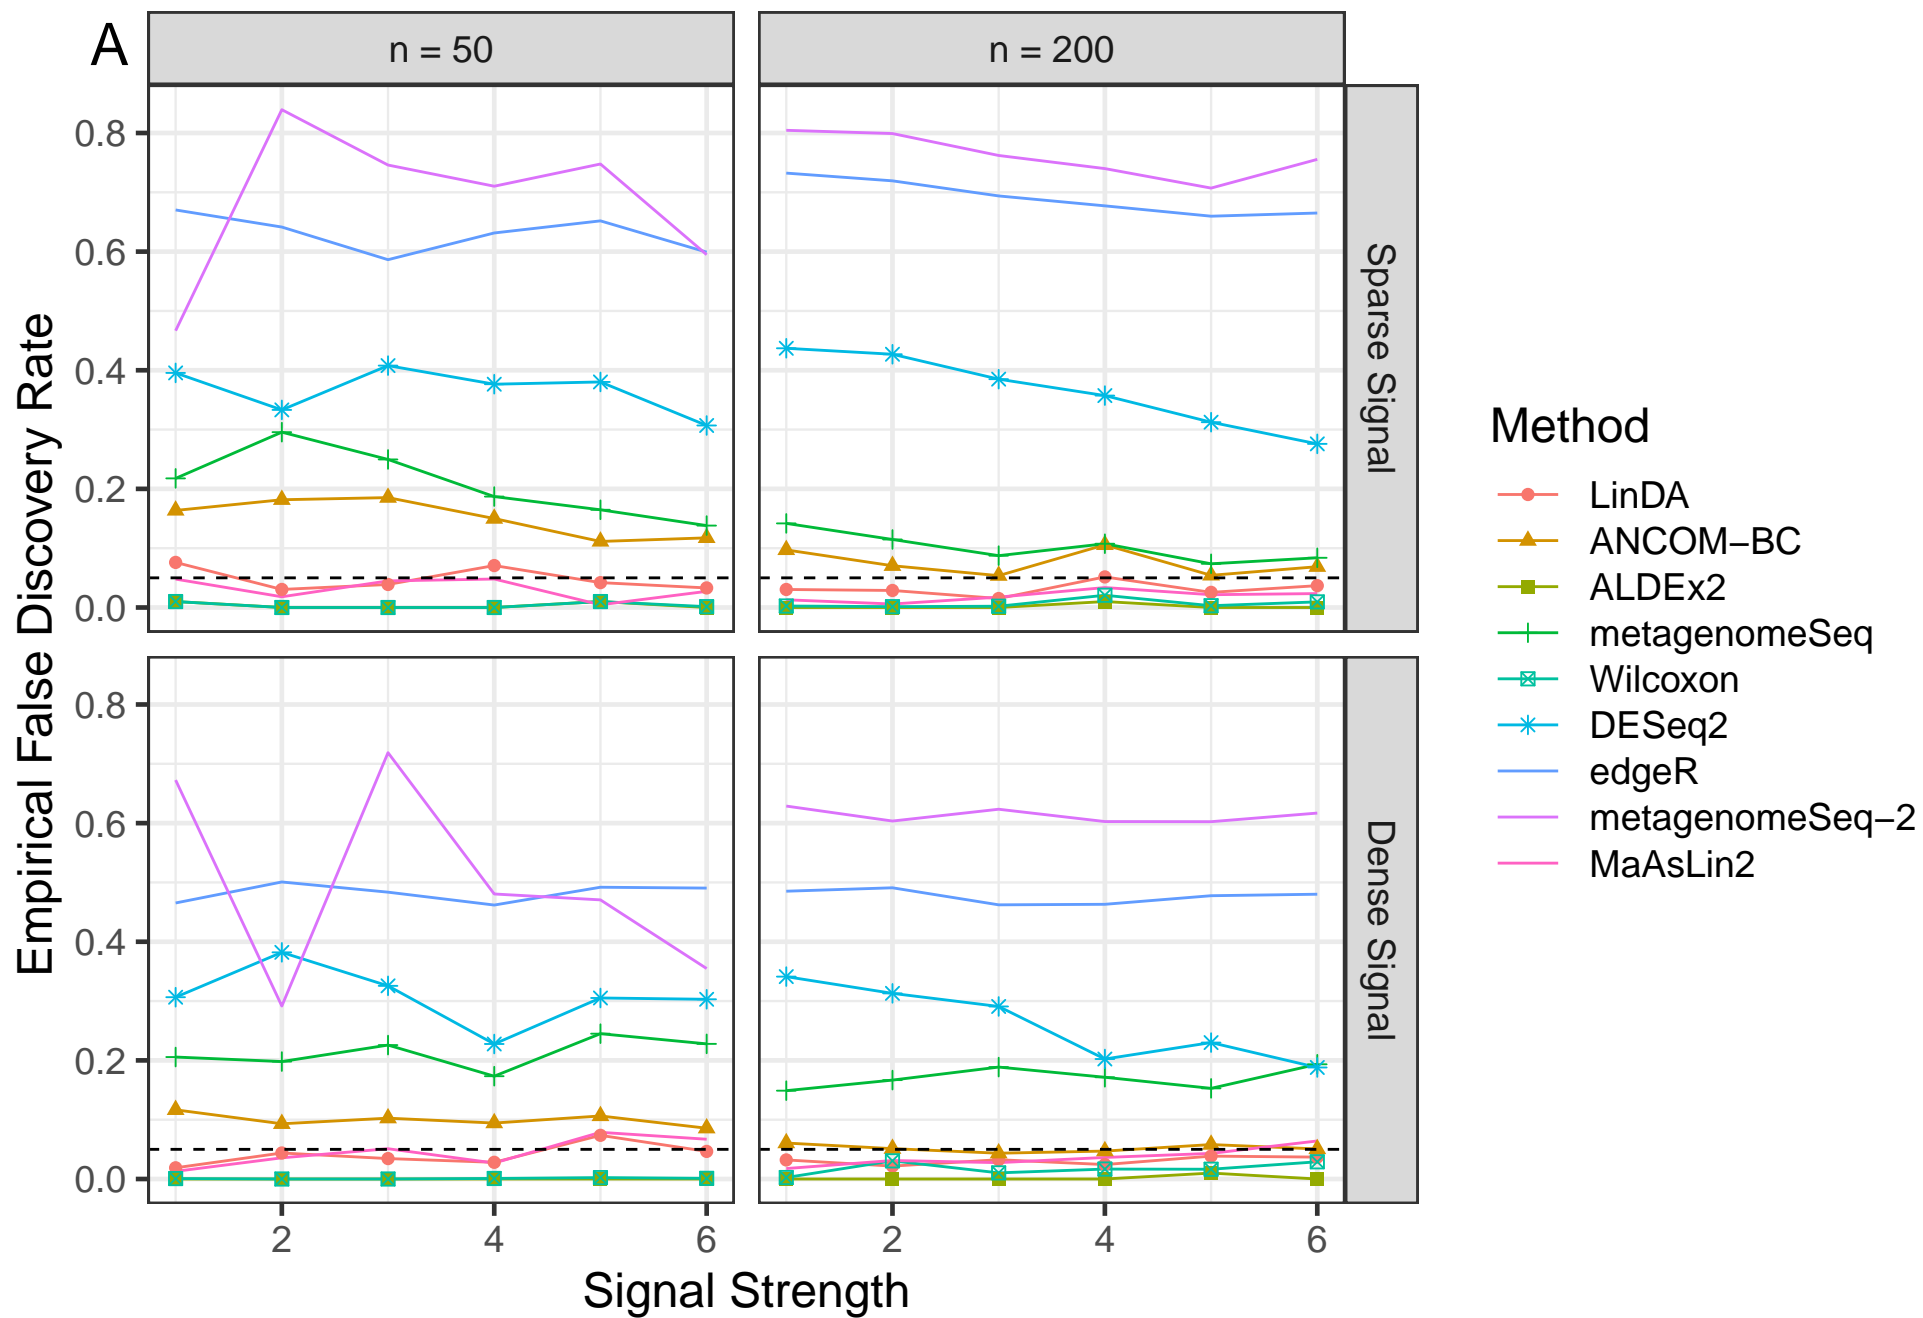 A
n = 50
n = 200
Empirical False Discovery Rate
0.8
0.6
0.4
0.2
0.0
Sparse Signal
0.8
0.6
0.4
0.2
0.0
Dense Signal
2
4
6
2
4
6
Signal Strength
Method
LinDA
ANCOM−BC
ALDEx2
metagenomeSeq
Wilcoxon
DESeq2
edgeR
metagenomeSeq−2
MaAsLin2